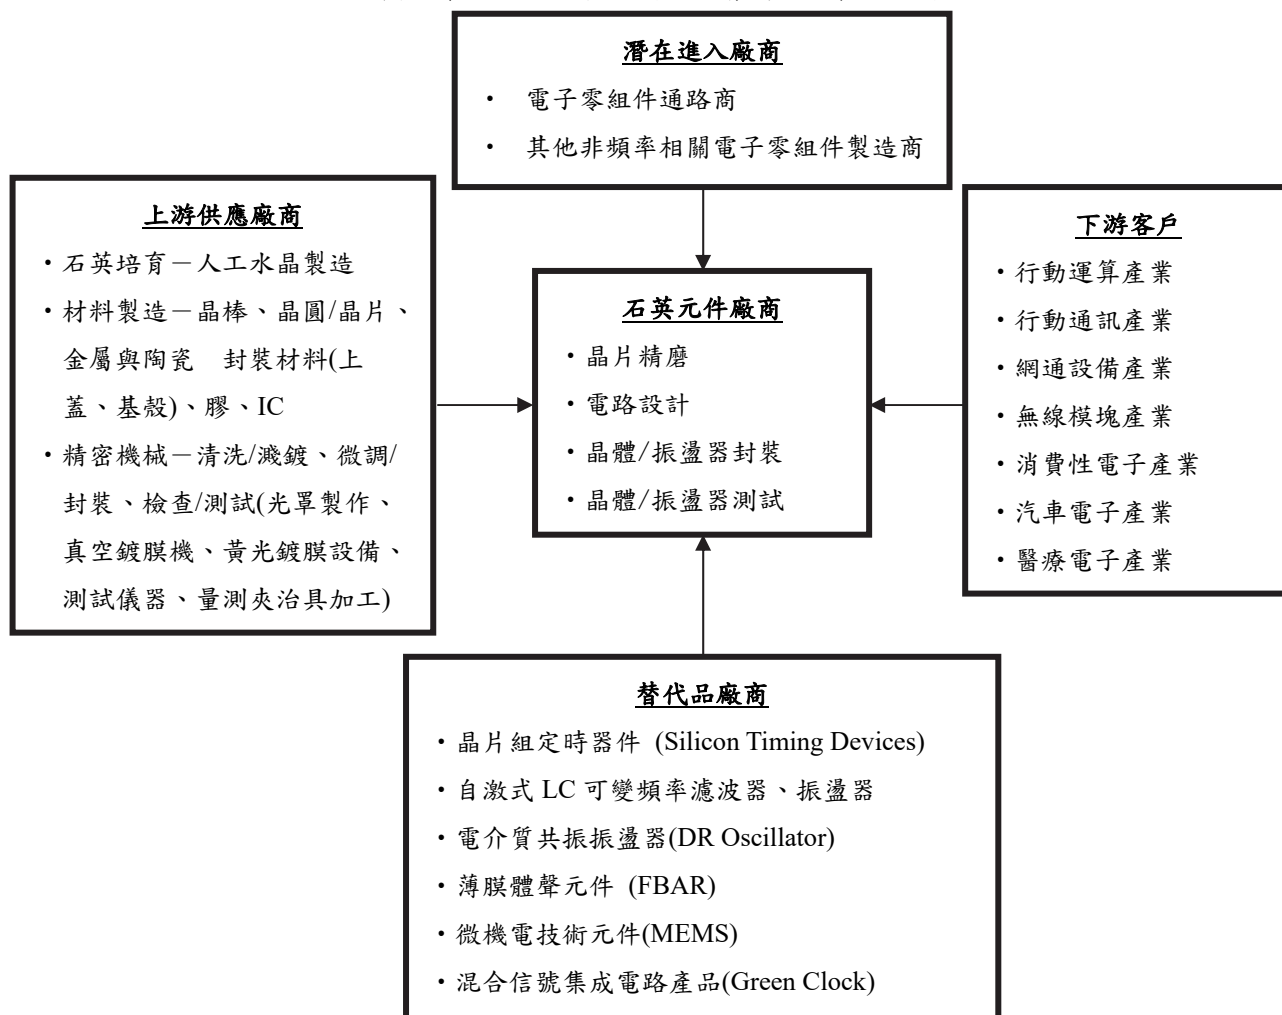 潛在進入廠商
• 電子零組件通路商
• 其他非頻率相關電子零組件製造商
上游供應廠商
•石英培育－人工水晶製造
•材料製造－晶棒、晶圓/晶片、
金屬與陶瓷 封裝材料(上
蓋、基殼)、膠、IC
•精密機械－清洗/濺鍍、微調/
封裝、檢查/測試(光罩製作、
真空鍍膜機、黃光鍍膜設備、
測試儀器、量測夾治具加工)
石英元件廠商
•晶片精磨
•電路設計
•晶體/振盪器封裝
•晶體/振盪器測試
下游客戶
•行動運算產業
•行動通訊產業
•網通設備產業
•無線模塊產業
•消費性電子產業
•汽車電子產業
•醫療電子產業
替代品廠商
•晶片組定時器件 (Silicon Timing Devices)
•自激式 LC 可變頻率濾波器、振盪器
•電介質共振振盪器(DR Oscillator)
•薄膜體聲元件 (FBAR)
•微機電技術元件(MEMS)
•混合信號集成電路產品(Green Clock)